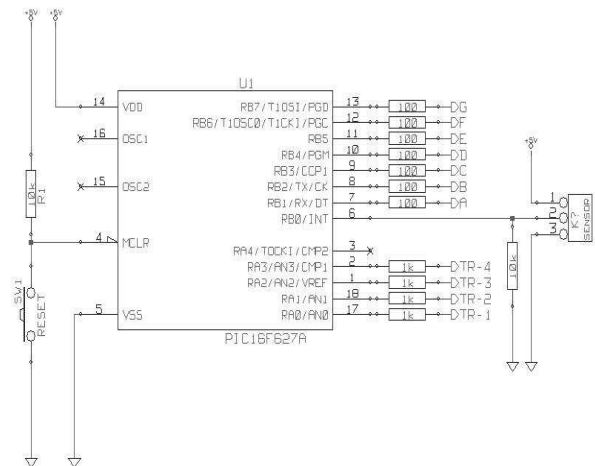 +5V +5V
U1
14 VDD RB7/T1OSI/PGD 13 100 DG
RB6/T1OSO/T1CKI/PGC 12 100 DF
16 OSC1 RB5 11 100 DE
RB4/PGM 10 100 DD
+5V
RB3/CCP1 9 100 DC
15 OSC2 RB2/TX/CK 8 100 DB
RB1/RX/DT 7 100 DA
10k R1
RB0/INT 6
1
2
3
K?
SENSOR
4 MCLR
RA4/TOCKI/CMP2 3
RA3/AN3/CMP1 2 1k DTR-4
RA2/AN2/VREF 1 1k DTR-3
10k
SW1
RESET
RA1/AN1 18 1k DTR-2
5 VSS RA0/AN0 17 1k DTR-1
PIC16F627A